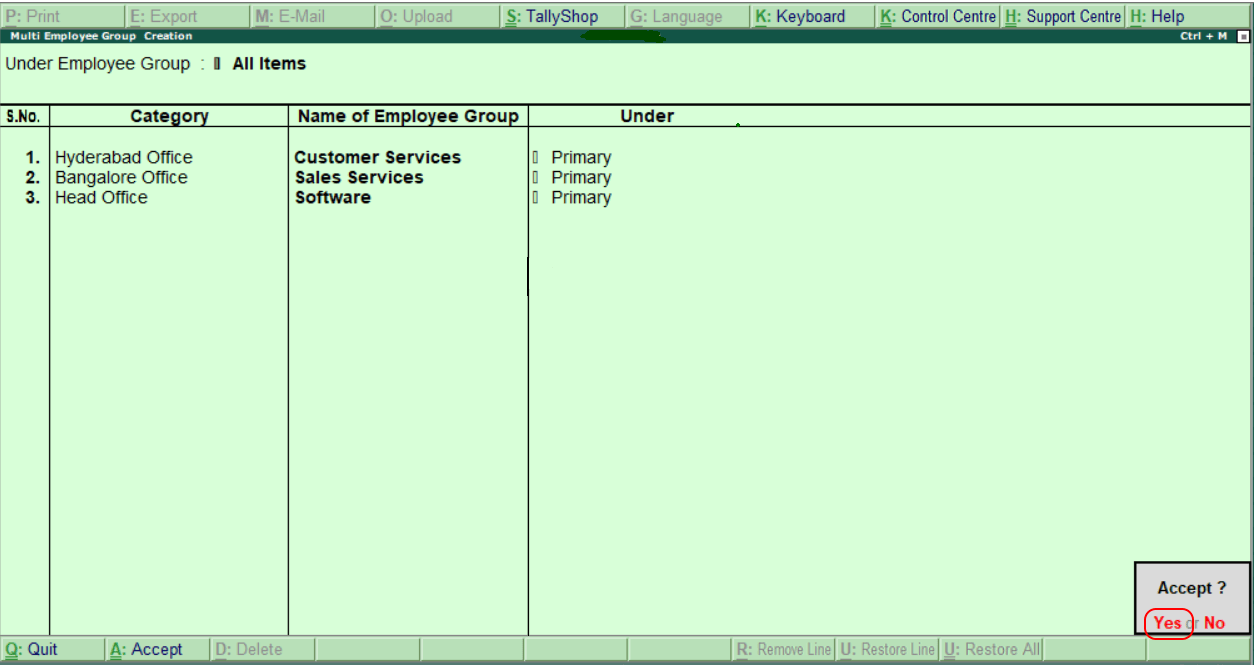 P: Print E: Export M: E-Mail O: Upload S: TallyShop G: Language K: Keyboard K: Control Centre H: Support Centre H: Help
Multi Employee Group Creation Ctrl + M
Under Employee Group : All Items
S.No. Category Name of Employee Group Under
1. Hyderabad Office Customer Services Primary
2. Bangalore Office Sales Services Primary
3. Head Office Software Primary
Accept ?
Yes or No
Q: Quit A: Accept D: Delete R: Remove Line U: Restore Line U: Restore All